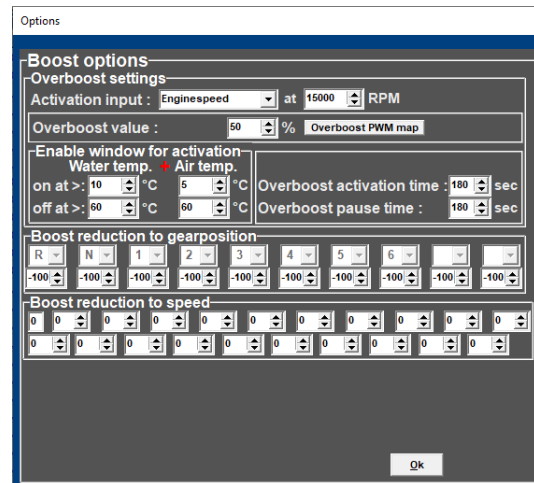 Options
Boost options
Overboost settings
Activation input : Enginespeed at 15000 RPM
Overboost value : 50 % Overboost PWM map
Enable window for activation
Water temp. + Air temp.
on at >: 10 °C 5 °C Overboost activation time : 180 sec
off at >: 60 °C 60 °C Overboost pause time : 180 sec
Boost reduction to gearposition
R N 1 2 3 4 5 6
-100 -100 -100 -100 -100 -100 -100 -100 -100 -100
Boost reduction to speed
0 0 0 0 0 0 0 0 0 0 0
0 0 0 0 0 0 0 0 0 0
Ok